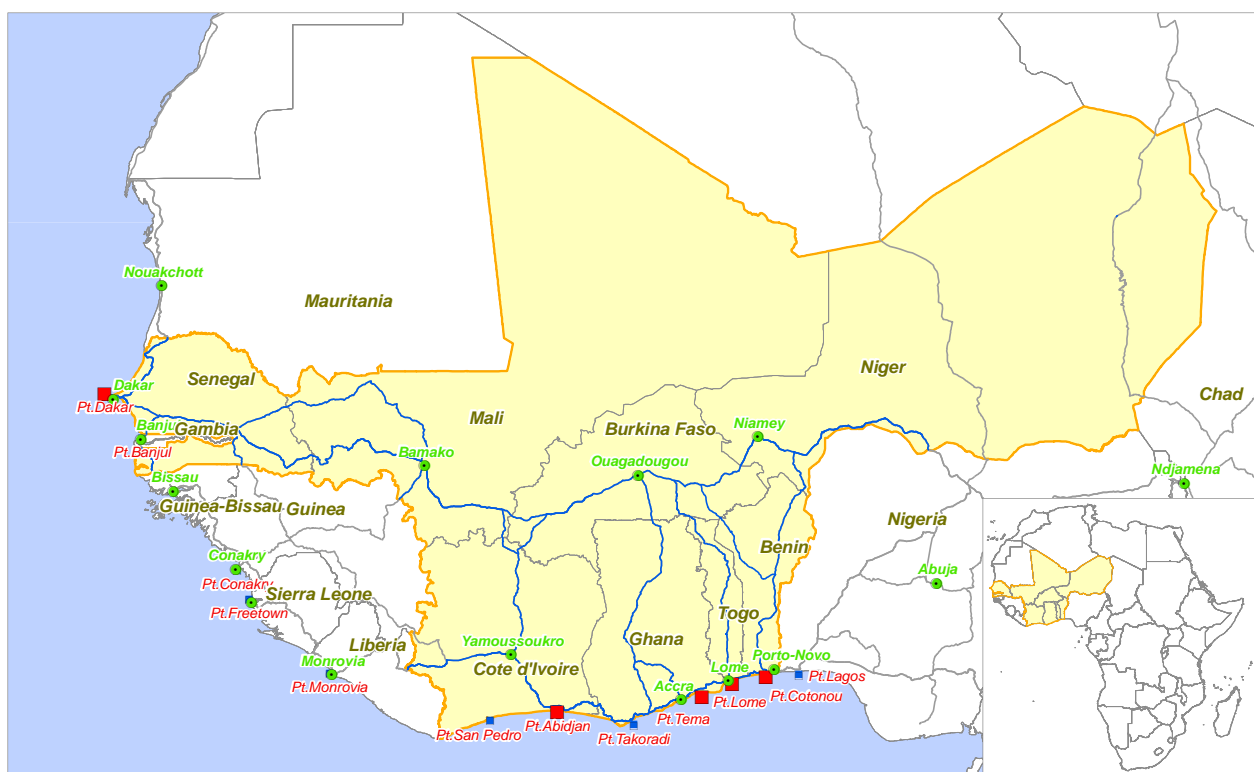 Nouakchott
Mauritania
Senegal
Dakar
Pt.Dakar
Niger
Chad
Mali
Banju
Gambia
Pt.Banjul
Burkina Faso
Niamey
Bamako
Ouagadougou
Bissau
Ndjamena
Guinea-Bissau
Guinea
Nigeria
Benin
Conakry
Pt.Conakry
Abuja
Sierra Leone
Pt.Freetown
Togo
Liberia
Yamoussoukro
Ghana
Monrovia
Cote d'Ivoire
Lome
Porto-Novo
Pt.Monrovia
Accra
Pt.Lagos
Pt.Cotonou
Pt.Lome
Pt.Tema
Pt.Abidjan
Pt.San Pedro
Pt.Takoradi